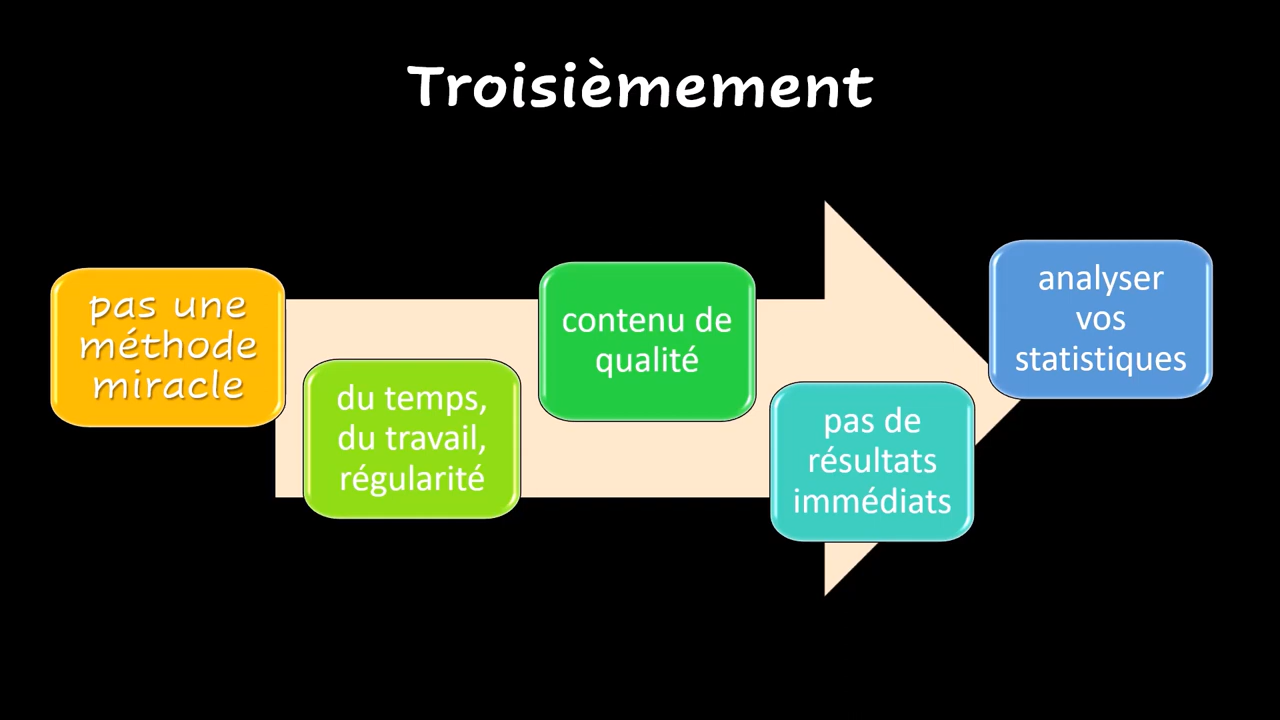 Troisièmement
pas une
méthode
miracle
du temps,
du travail,
régularité
contenu de
qualité
pas de
résultats
immédiats
analyser
vos
statistiques